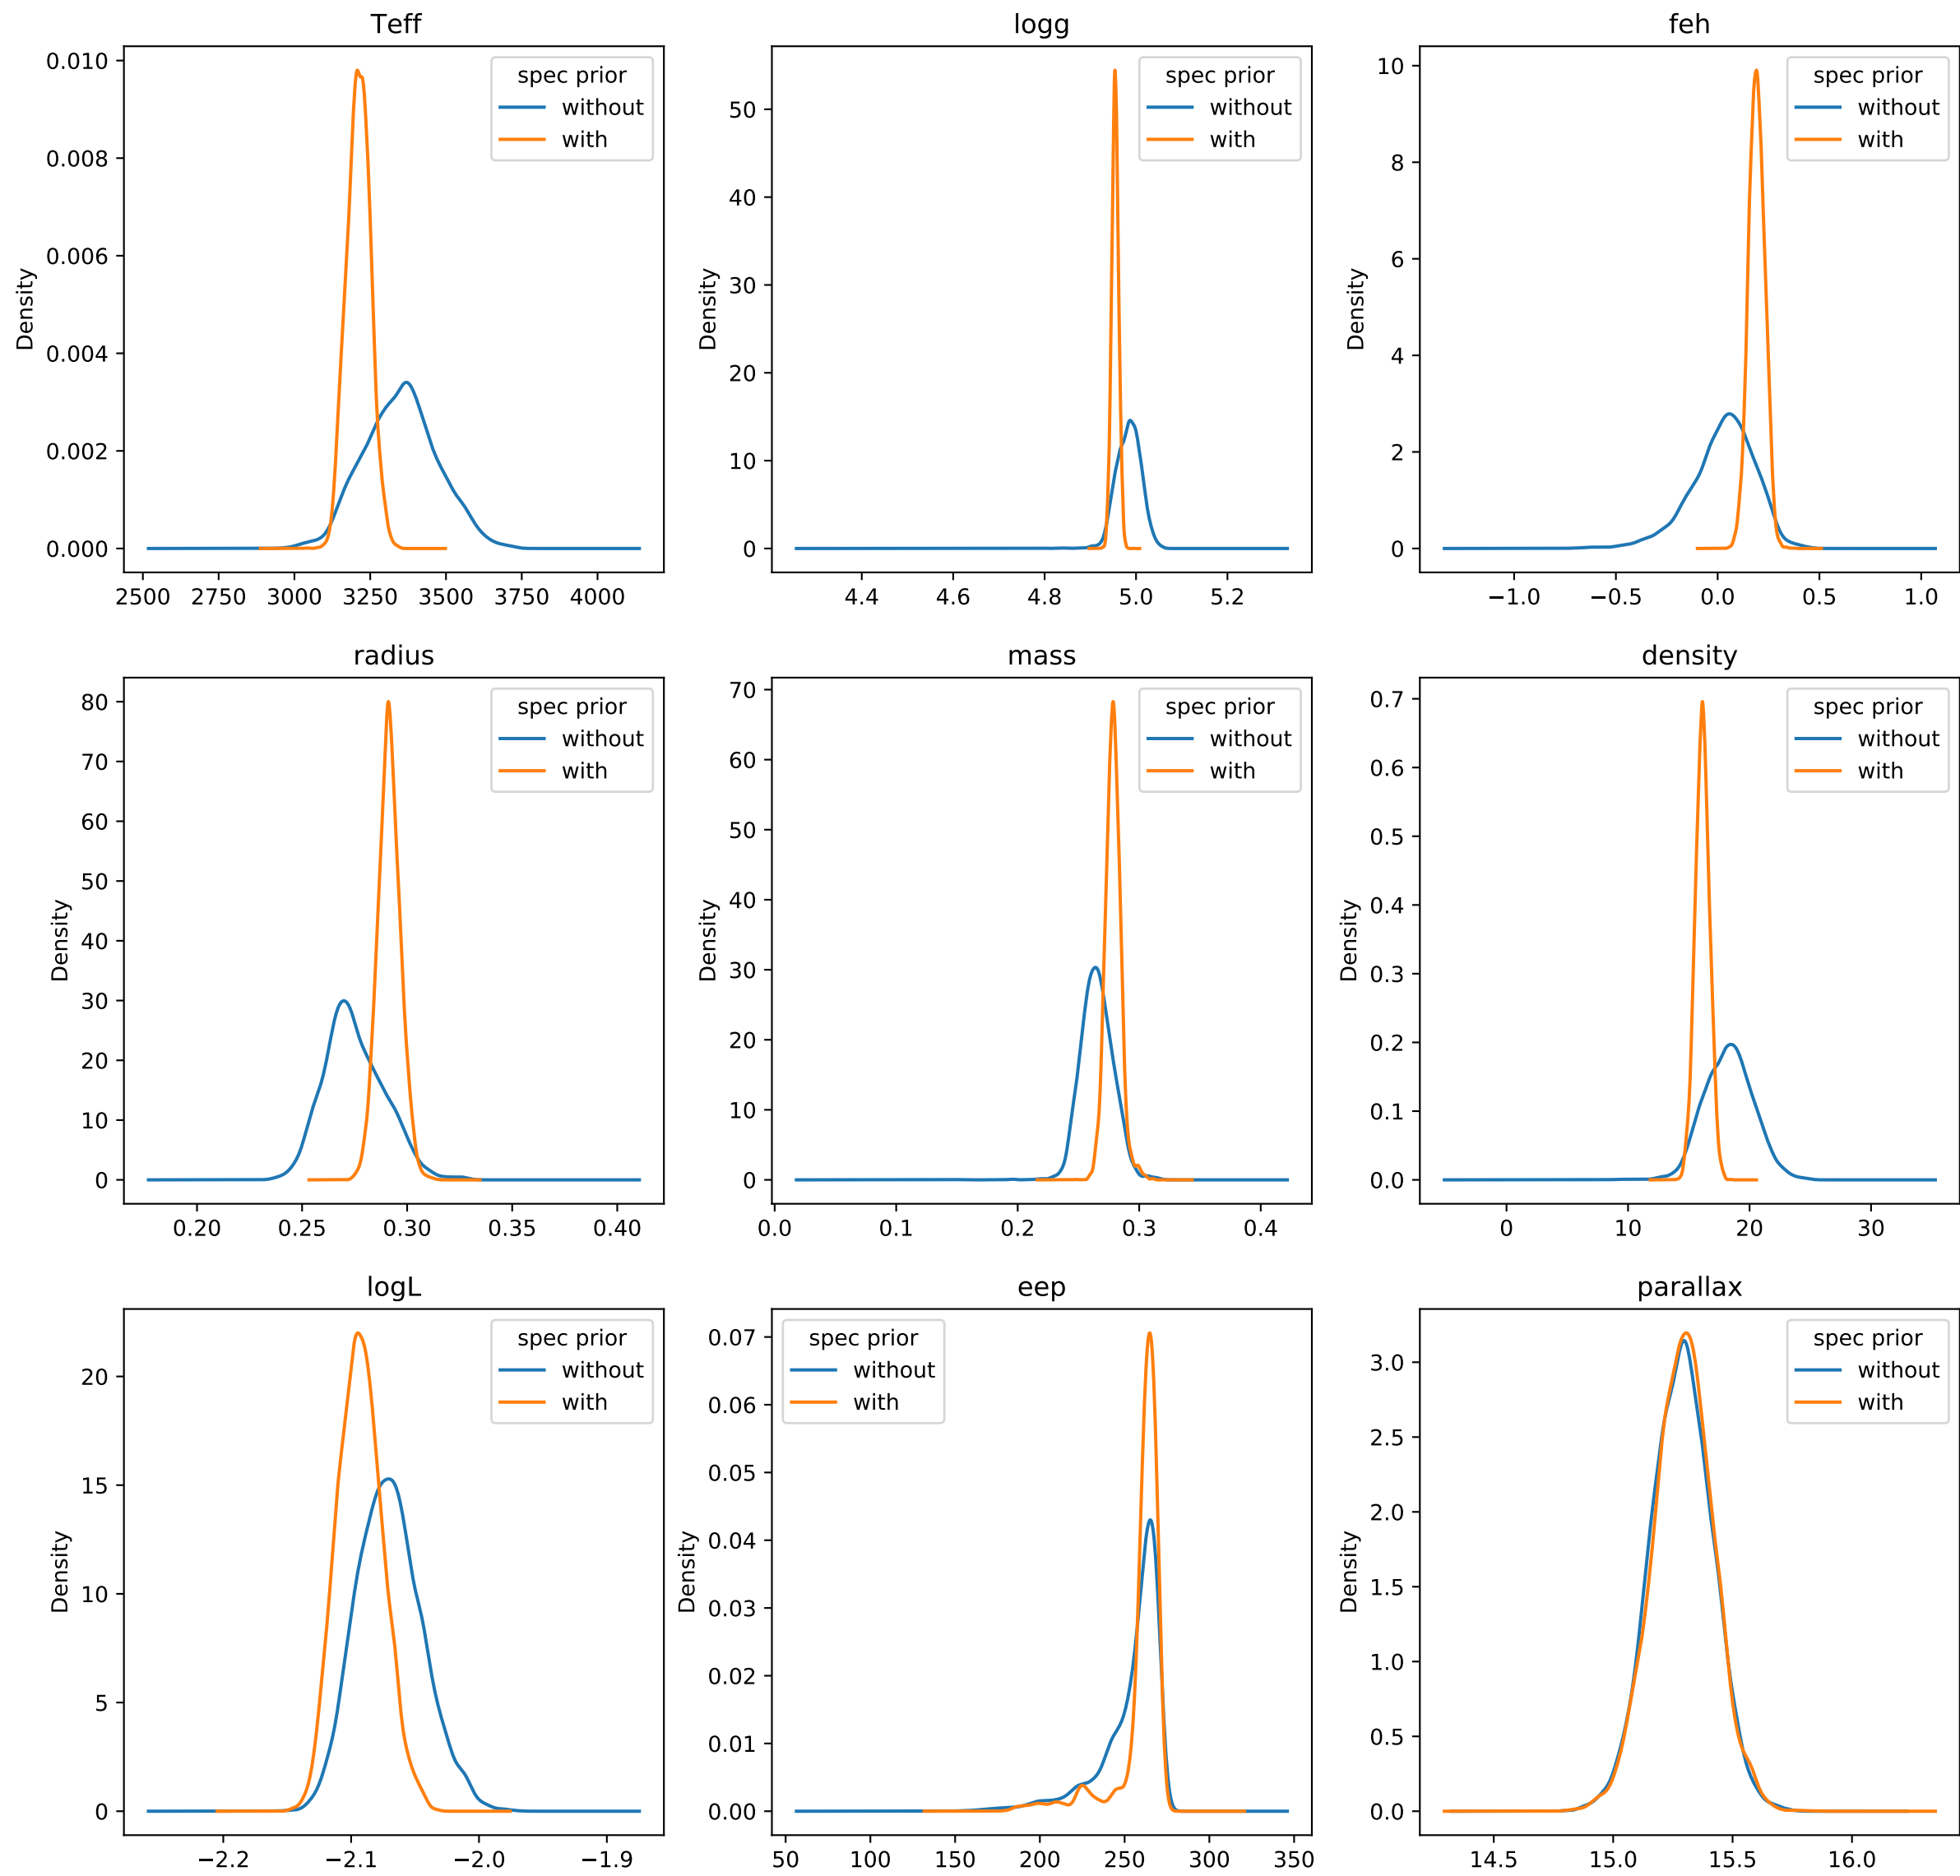 Teff
Density
0.010
0.008
0.006
0.004
0.002
0.000
2500 2750 3000 3250 3500 3750 4000
spec prior
without
with
logg
Density
50
40
30
20
10
0
4.4 4.6 4.8 5.0 5.2
spec prior
without
with
feh
Density
10
8
6
4
2
0
−1.0 −0.5 0.0 0.5 1.0
spec prior
without
with
radius
Density
80
70
60
50
40
30
20
10
0
0.20 0.25 0.30 0.35 0.40
spec prior
without
with
mass
Density
70
60
50
40
30
20
10
0
0.0 0.1 0.2 0.3 0.4
spec prior
without
with
density
Density
0.7
0.6
0.5
0.4
0.3
0.2
0.1
0.0
0 10 20 30
spec prior
without
with
logL
Density
20
15
10
5
0
−2.2 −2.1 −2.0 −1.9
spec prior
without
with
eep
Density
0.07
0.06
0.05
0.04
0.03
0.02
0.01
0.00
50 100 150 200 250 300 350
spec prior
without
with
parallax
Density
3.0
2.5
2.0
1.5
1.0
0.5
0.0
14.5 15.0 15.5 16.0
spec prior
without
with